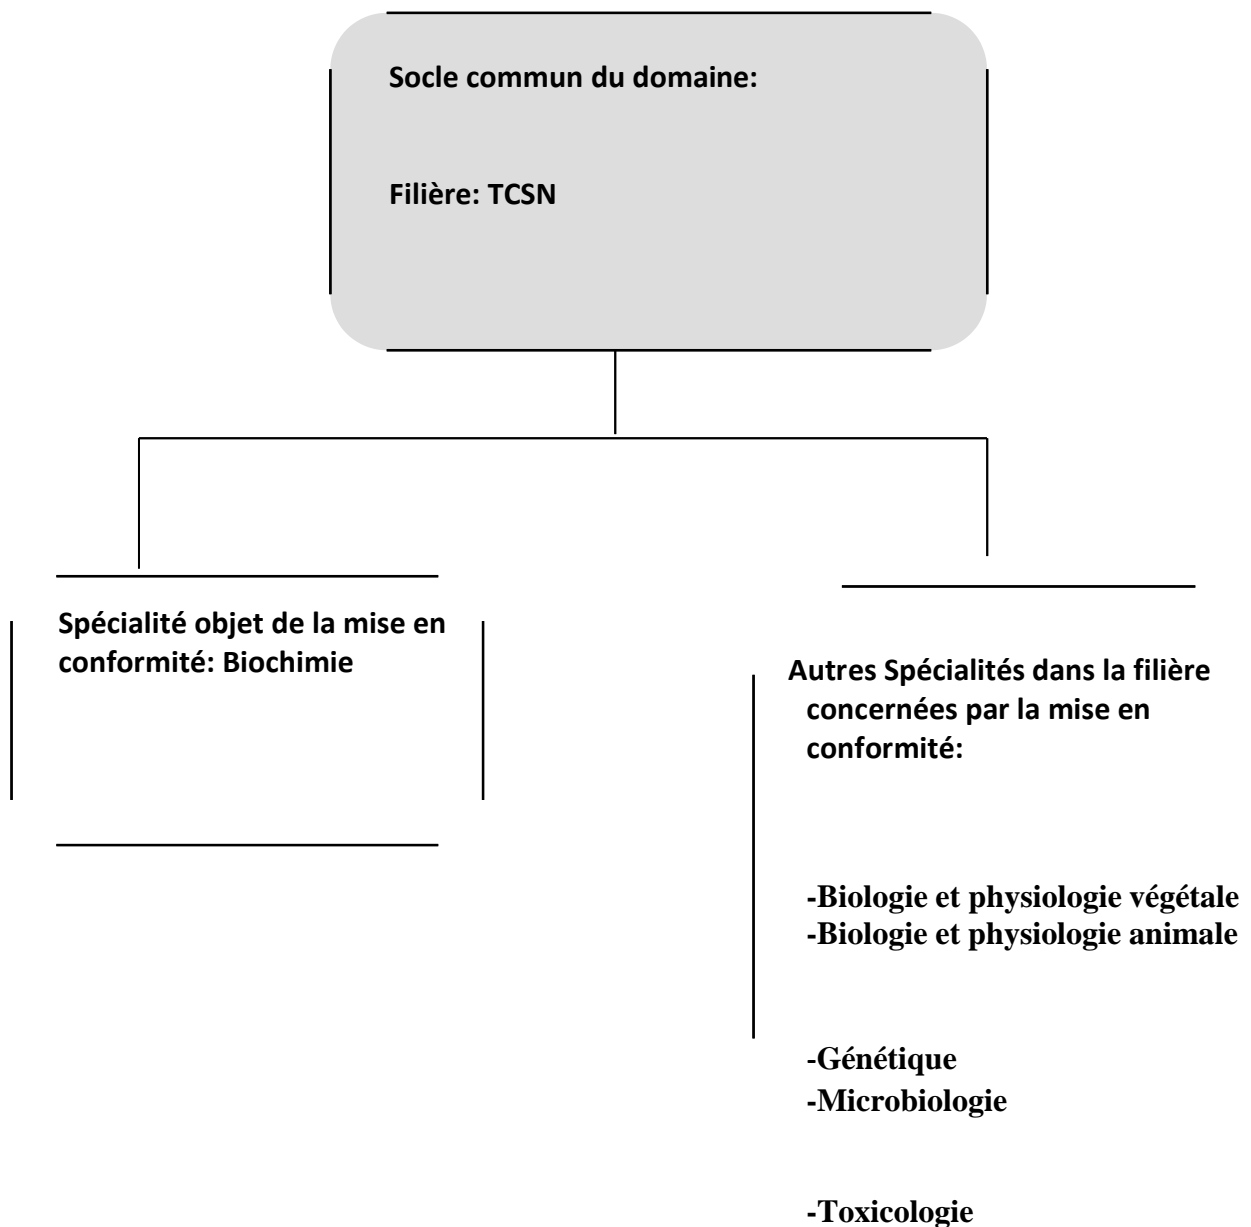 Socle commun du domaine:
Filière: TCSN
Spécialité objet de la mise en
conformité: Biochimie
Autres Spécialités dans la filière
concernées par la mise en
conformité:
-Biologie et physiologie végétale
-Biologie et physiologie animale
-Génétique
-Microbiologie
-Toxicologie